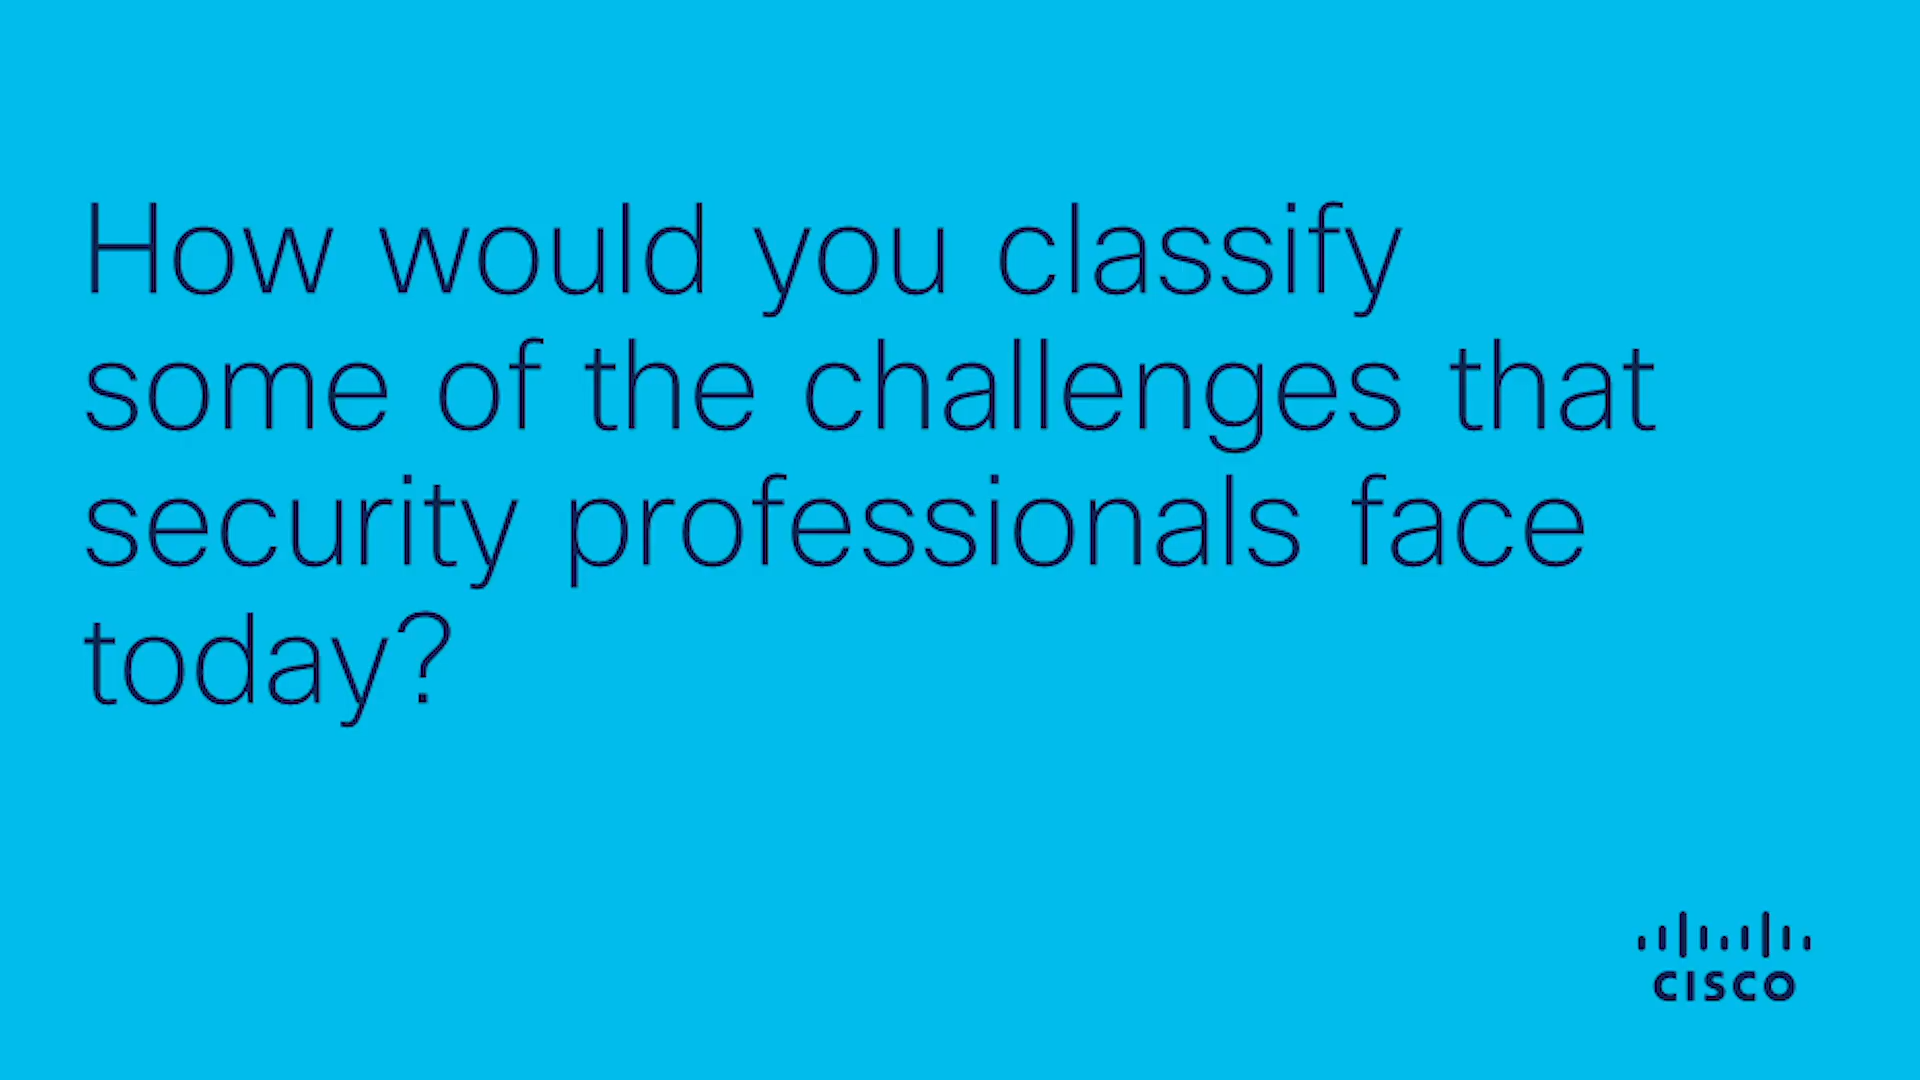 How would you classify
some of the challenges that
security professionals face
today?
CISCO